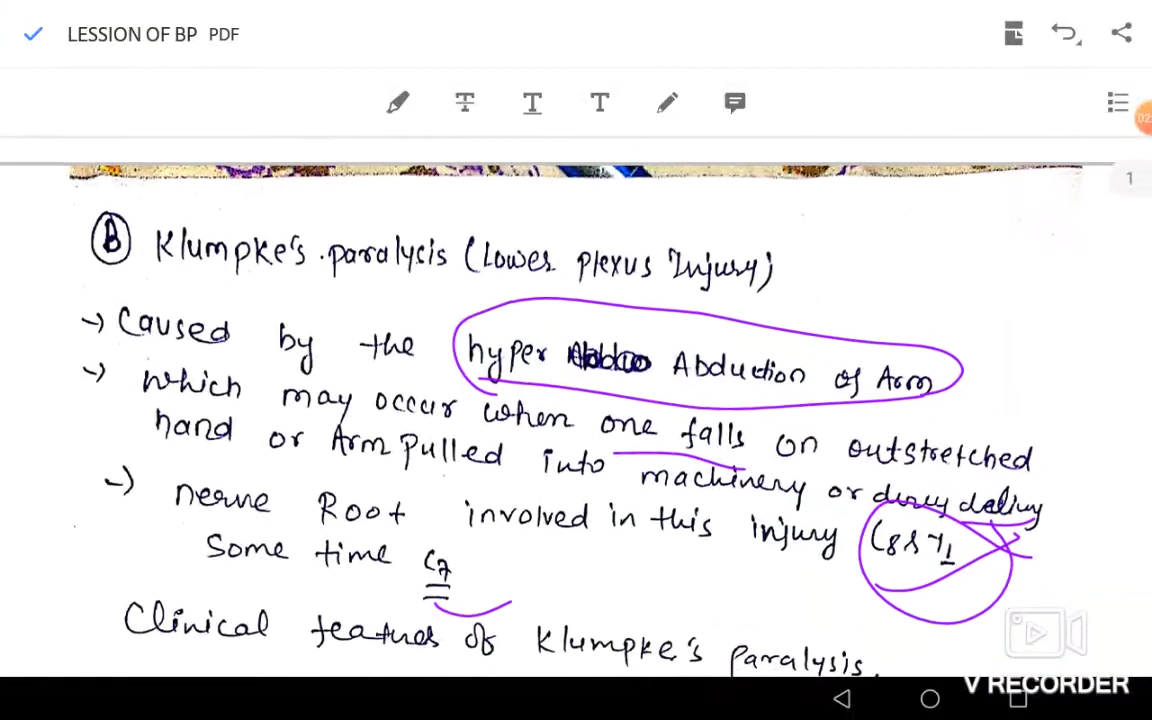 LESSION OF BP PDF
02:
1
B Klumpke's paralysis (Lower plexus Injury)
→ Caused by the hyper Abduction of Arm
→ which may occur when one falls on outstretched
hand or Arm pulled into machinery or
→ nerve Root involved in this injury C8 & T1
Some time C7
Clinical features of Klumpke's paralysis.
V RECORDER